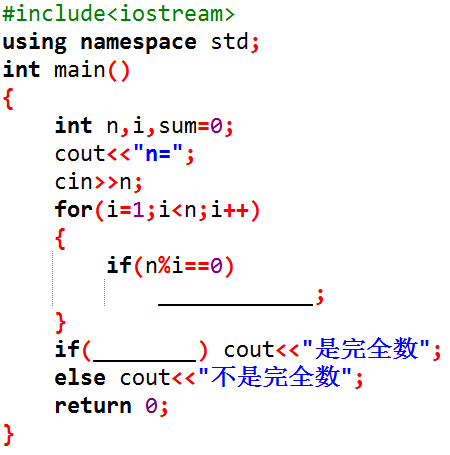 #include<iostream>
using namespace std;
int main()
{
int n,i,sum=0;
cout<<"n=";
cin>>n;
for(i=1;i<n;i++)
{
if(n%i==0)
____________;
}
if(________) cout<<"是完全数";
else cout<<"不是完全数";
return 0;
}